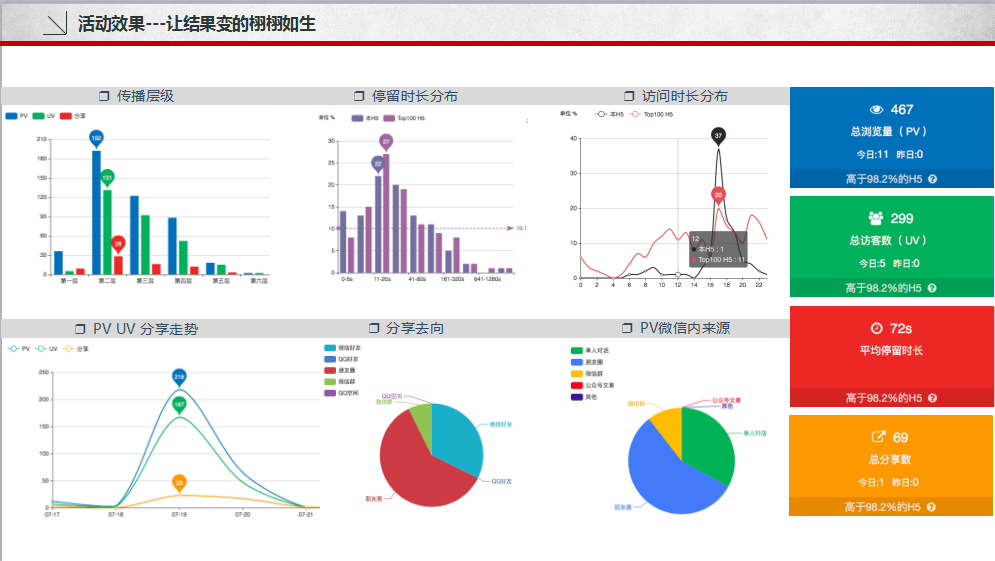 活动效果---让结果变的栩栩如生
传播层级
PV UV 分享
210
180
150
120
90
60
30
0
192
131
28
第一层 第二层 第三层 第四层 第五层 第六层
停留时长分布
单位 % 本H5 Top100 H5
30
25
20
15
10
5
0
22
27
10.1
0-5s 11-20s 41-80s 161-320s 641-1280s
访问时长分布
单位 % 本H5 Top100 H5
40
30
20
10
0
37
20
12
本H5 : 1
Top100 H5 : 11
0 2 4 6 8 10 12 14 16 18 20 22
467
总浏览量（PV）
今日:11 昨日:0
高于98.2%的H5
299
总访客数（UV）
今日:5 昨日:0
高于98.2%的H5
72s
平均停留时长
高于98.2%的H5
69
总分享数
今日:1 昨日:0
高于98.2%的H5
PV UV 分享走势
PV UV 分享
250
200
150
100
50
0
218
167
23
07-17 07-18 07-19 07-20 07-21
分享去向
微信好友
QQ好友
朋友圈
微信群
QQ空间
QQ空间
微信群
微信好友
QQ好友
朋友圈
PV微信内来源
单人对话
朋友圈
微信群
公众号文章
其他
微信群
公众号文章
其他
单人对话
朋友圈